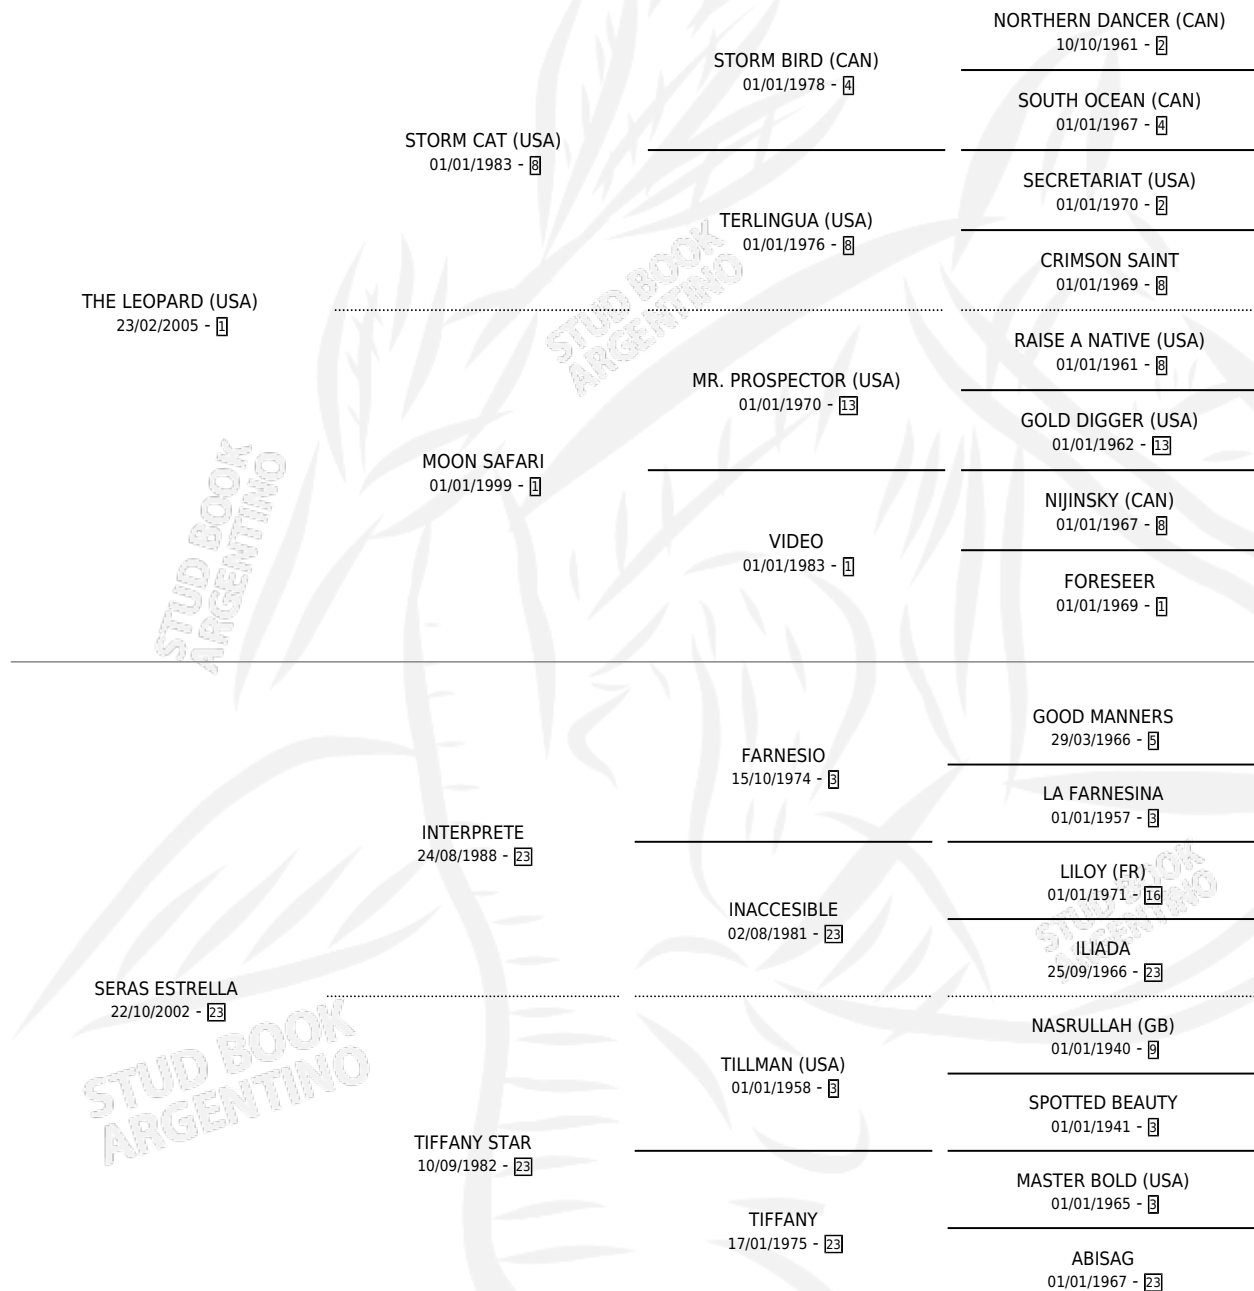 NORTHERN DANCER (CAN)
10/10/1961 - 2
STORM BIRD (CAN)
01/01/1978 - 4
SOUTH OCEAN (CAN)
01/01/1967 - 4
STORM CAT (USA)
01/01/1983 - 8
SECRETARIAT (USA)
01/01/1970 - 2
TERLINGUA (USA)
01/01/1976 - 8
CRIMSON SAINT
01/01/1969 - 8
THE LEOPARD (USA)
23/02/2005 - 1
STUD BOOK
ARGENTINO
RAISE A NATIVE (USA)
01/01/1961 - 8
MR. PROSPECTOR (USA)
01/01/1970 - 13
GOLD DIGGER (USA)
01/01/1962 - 13
MOON SAFARI
01/01/1999 - 1
NIJINSKY (CAN)
01/01/1967 - 8
VIDEO
01/01/1983 - 1
FORESEER
01/01/1969 - 1
STUD BOOK
ARGENTINO
GOOD MANNERS
29/03/1966 - 5
FARNESIO
15/10/1974 - 3
LA FARNESINA
01/01/1957 - 3
INTERPRETE
24/08/1988 - 23
LILOY (FR)
01/01/1971 - 16
INACCESIBLE
02/08/1981 - 23
ILIADA
25/09/1966 - 23
STUD BOOK
ARGENTINO
SERAS ESTRELLA
22/10/2002 - 23
NASRULLAH (GB)
01/01/1940 - 9
TILLMAN (USA)
01/01/1958 - 3
SPOTTED BEAUTY
01/01/1941 - 3
STUD BOOK
ARGENTINO
TIFFANY STAR
10/09/1982 - 23
MASTER BOLD (USA)
01/01/1965 - 3
TIFFANY
17/01/1975 - 23
ABISAG
01/01/1967 - 23